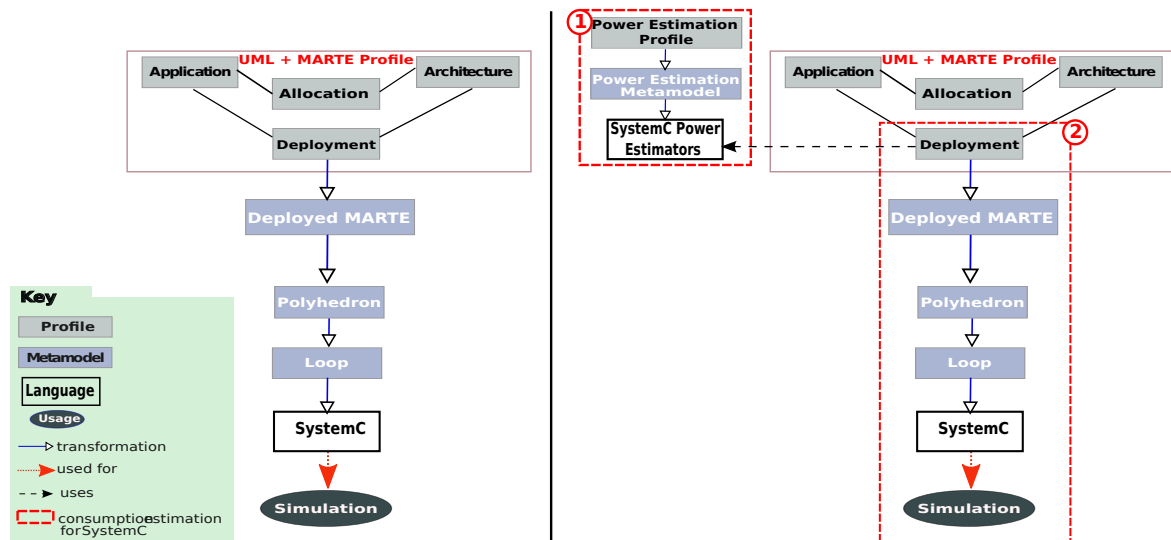 UML + MARTE Profile
Application
Architecture
Allocation
Deployment
Deployed MARTE
Polyhedron
Loop
SystemC
Simulation
Key
Profile
Metamodel
Language
Usage
transformation
used for
uses
consumptionestimation
forSystemC
1
Power Estimation
Profile
Power Estimation
Metamodel
SystemC Power
Estimators
UML + MARTE Profile
Application
Architecture
Allocation
2
Deployment
Deployed MARTE
Polyhedron
Loop
SystemC
Simulation